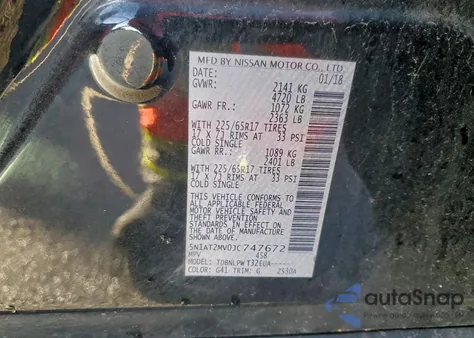 MFD BY NISSAN MOTOR CO., LTD.
DATE: 01/18
GVWR: 2141 KG
4720 LB
GAWR FR.: 1072 KG
2363 LB
WITH 225/65R17 TIRES
17 X 7J RIMS AT 33 PSI
COLD SINGLE
GAWR RR.: 1089 KG
2401 LB
WITH 225/65R17 TIRES
17 X 7J RIMS AT 33 PSI
COLD SINGLE
THIS VEHICLE CONFORMS TO
ALL APPLICABLE FEDERAL
MOTOR VEHICLE SAFETY AND
THEFT PREVENTION
STANDARDS IN EFFECT ON
THE DATE OF MANUFACTURE
SHOWN ABOVE.
5N1AT2MV0JC747672
MPV 458
MODEL: TDBNLPW T32EUA-----
COLOR: G41 TRIM: G 2530A
autoSnap